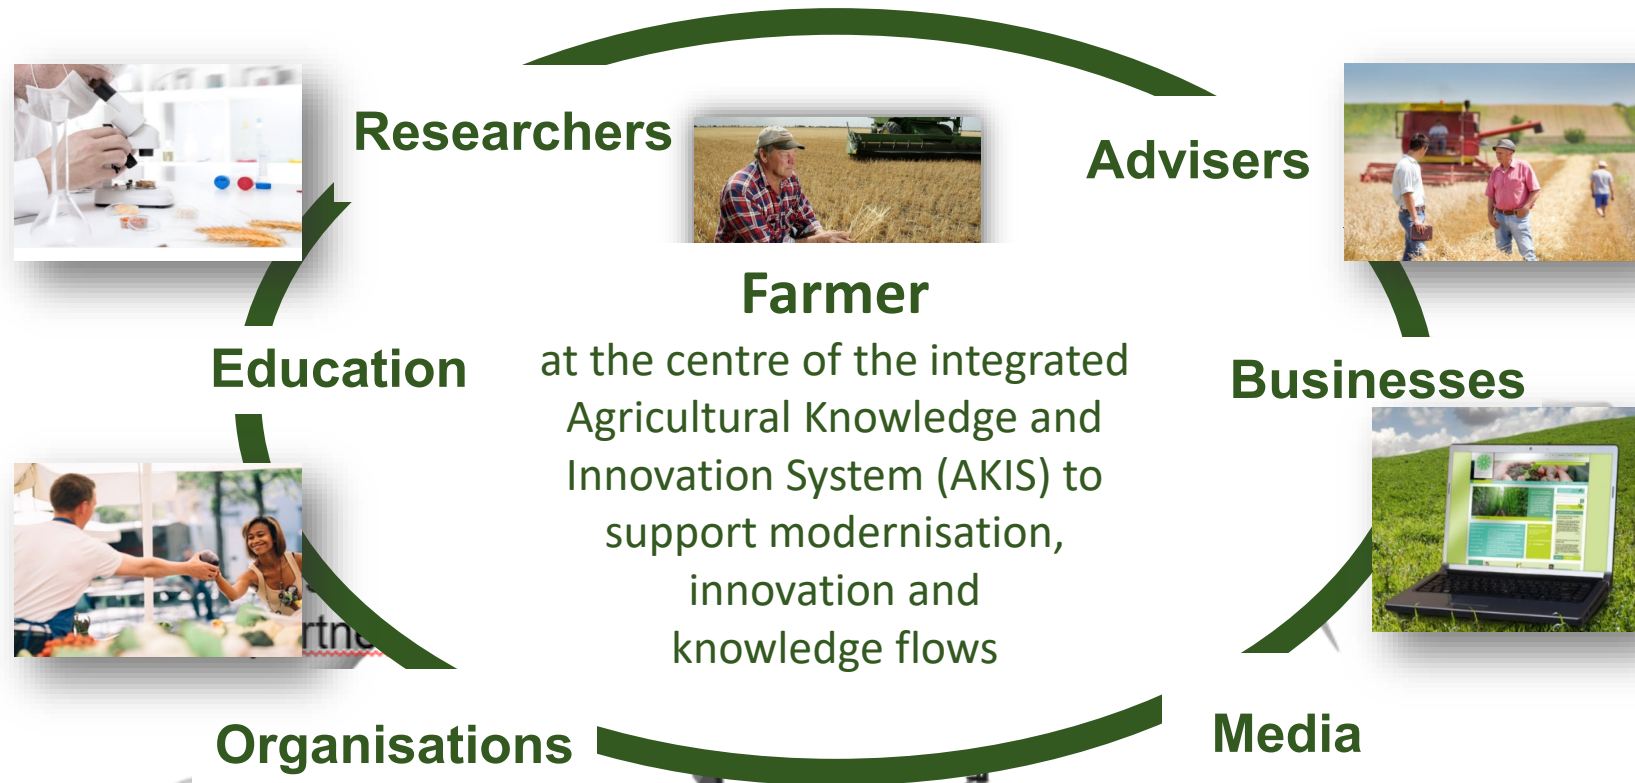 Researchers
Advisers
Farmer
at the centre of the integrated
Agricultural Knowledge and
Innovation System (AKIS) to
support modernisation,
innovation and
knowledge flows
Education
Businesses
Organisations
Media